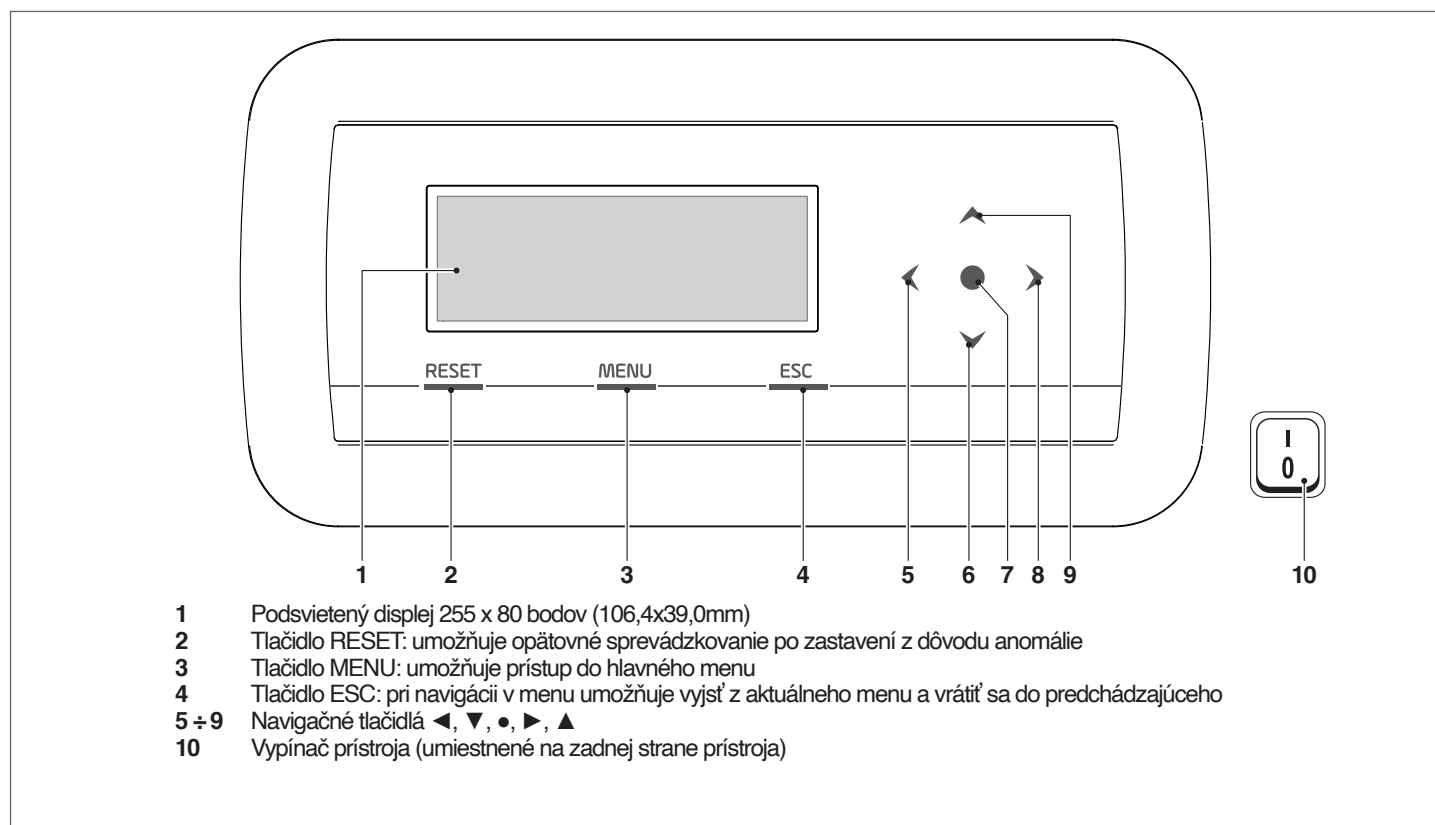 RESET MENU ESC
I
0
1 2 3 4 5 6 7 8 9 10
1 Podsvietený displej 255 x 80 bodov (106,4x39,0mm)
2 Tlačidlo RESET: umožňuje opätovné sprevádzkovanie po zastavení z dôvodu anomálie
3 Tlačidlo MENU: umožňuje prístup do hlavného menu
4 Tlačidlo ESC: pri navigácii v menu umožňuje vyjsť z aktuálneho menu a vrátiť sa do predchádzajúceho
5 ÷ 9 Navigačné tlačidlá ◄, ▼, ●, ►, ▲
10 Vypínač prístroja (umiestnené na zadnej strane prístroja)